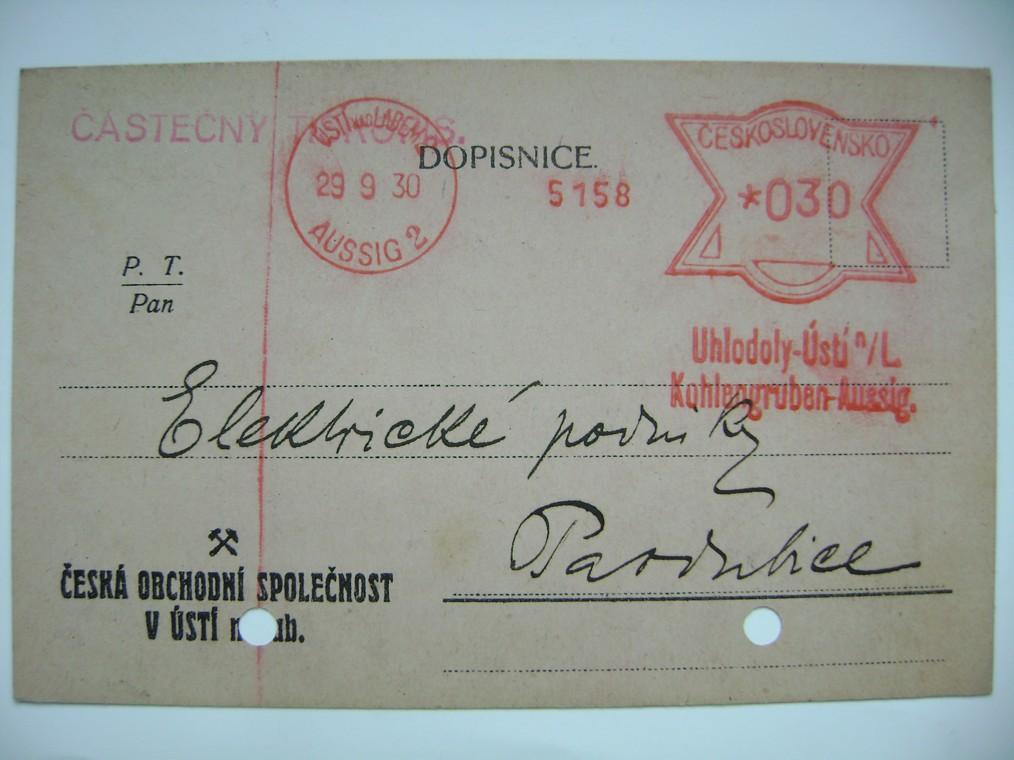 ČÁSTEČNÝ TISKOPIS.
ÚSTÍ NAD LABEM
29 9 30
AUSSIG 2
DOPISNICE.
5158
ČESKOSLOVENSKO
*030
P. T.
Pan
Uhlodoly-Ústí n/L.
Kohlengruben-Aussig.
Elektrické podniky
Pardubice
ČESKÁ OBCHODNÍ SPOLEČNOST
V ÚSTÍ